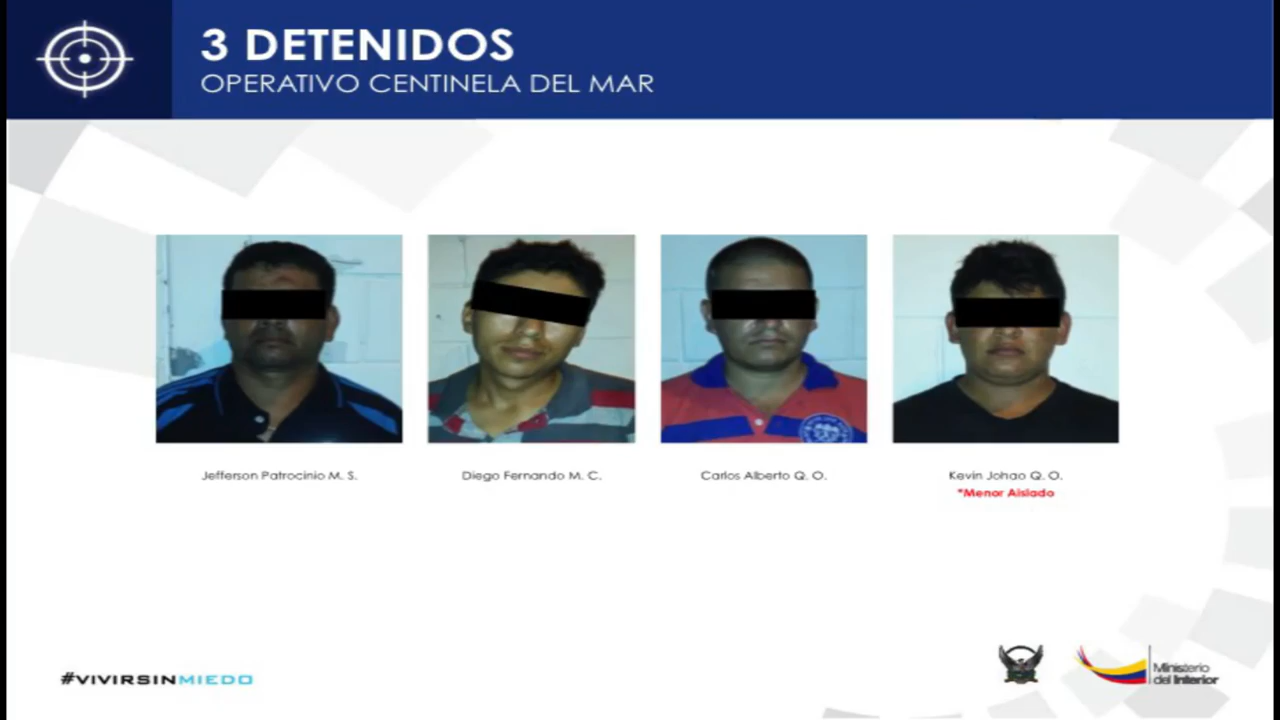 3 DETENIDOS
OPERATIVO CENTINELA DEL MAR
Jefferson Patrocinio M. S.
Diego Fernando M. C.
Carlos Alberto Q. O.
Kevin Johao Q. O.
*Menor Aislado
#VIVIRSINMIEDO
Ministerio
del Interior